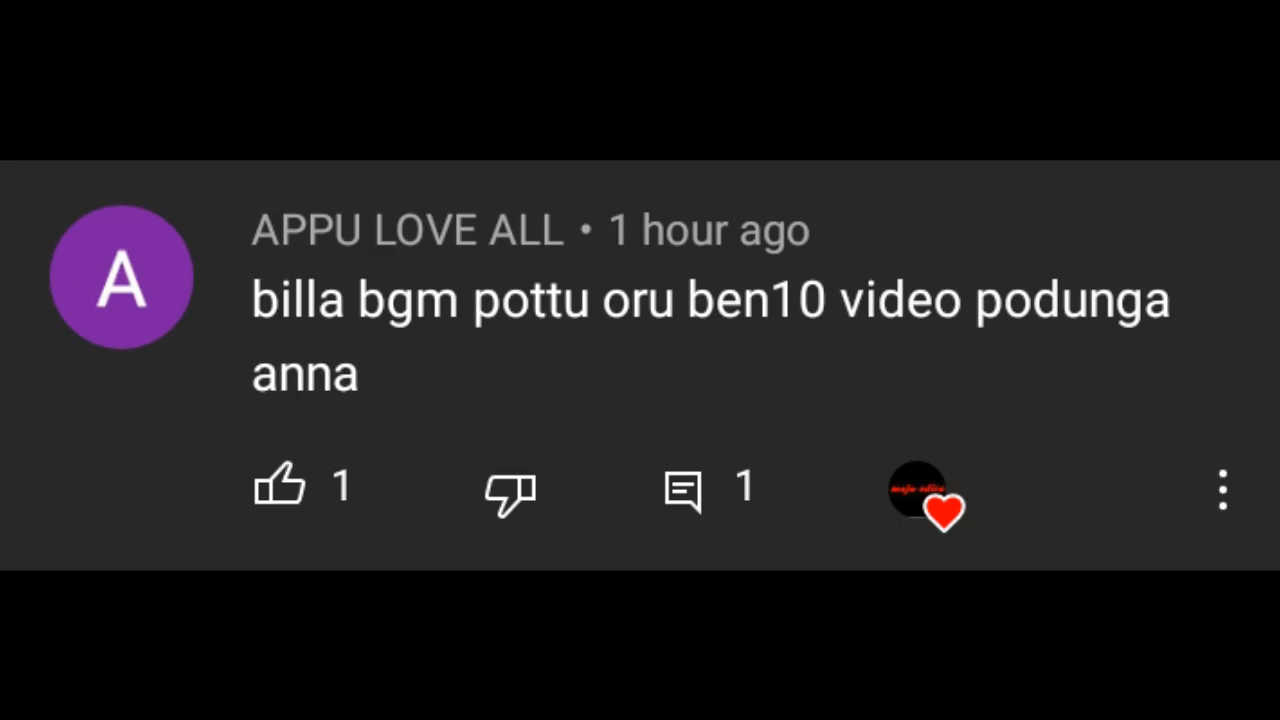 A
APPU LOVE ALL • 1 hour ago
billa bgm pottu oru ben10 video podunga
anna
1
1